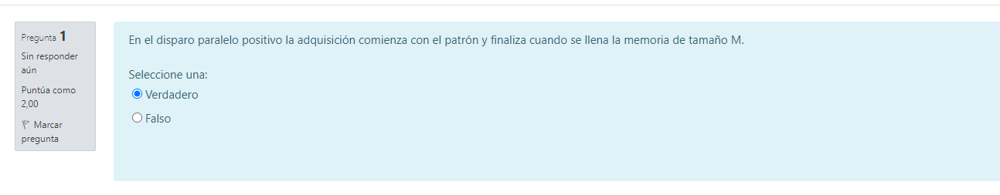 Pregunta 1
Sin responder
aún
Puntúa como
2,00
Marcar
pregunta
En el disparo paralelo positivo la adquisición comienza con el patrón y finaliza cuando se llena la memoria de tamaño M.
Seleccione una:
Verdadero
Falso